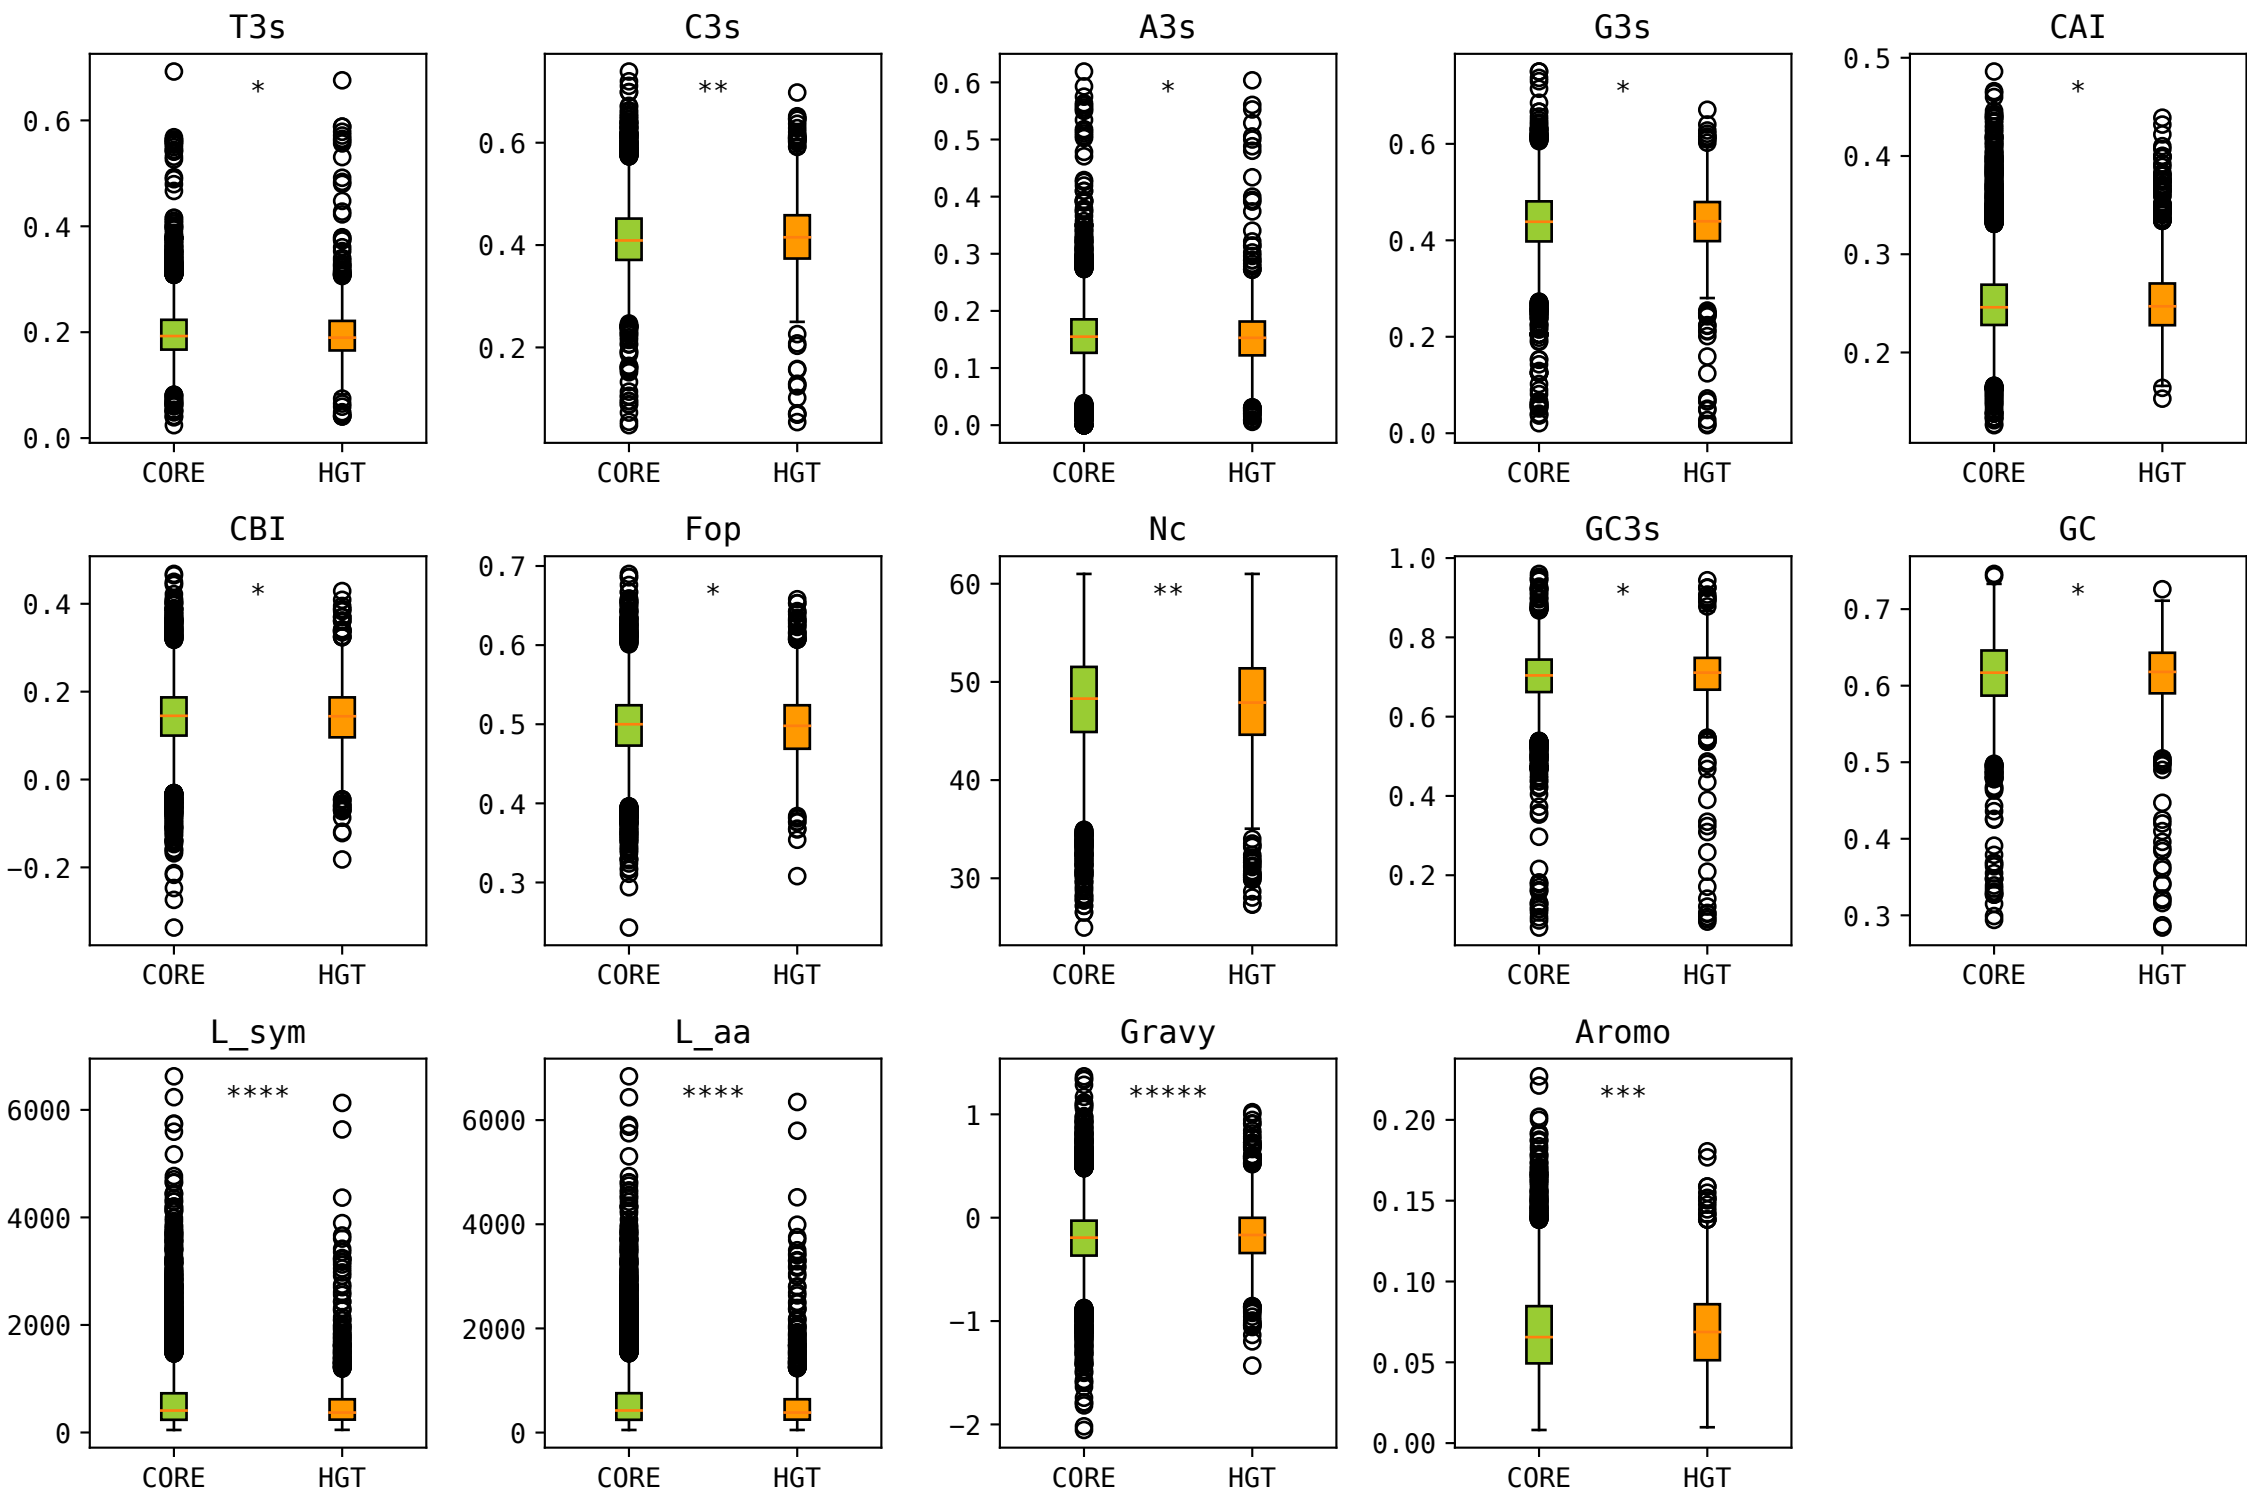 T3s
C3s
A3s
G3s
CAI
0.6
0.4
0.2
0.0
*
CORE
HGT
0.6
0.4
0.2
**
CORE
HGT
0.6
0.5
0.4
0.3
0.2
0.1
0.0
*
CORE
HGT
0.6
0.4
0.2
0.0
*
CORE
HGT
0.5
0.4
0.3
0.2
*
CORE
HGT
CBI
Fop
Nc
GC3s
GC
0.4
0.2
0.0
−0.2
*
CORE
HGT
0.7
0.6
0.5
0.4
0.3
*
CORE
HGT
60
50
40
30
**
CORE
HGT
1.0
0.8
0.6
0.4
0.2
*
CORE
HGT
0.7
0.6
0.5
0.4
0.3
*
CORE
HGT
L_sym
L_aa
Gravy
Aromo
6000
4000
2000
0
****
CORE
HGT
6000
4000
2000
0
****
CORE
HGT
1
0
−1
−2
*****
CORE
HGT
0.20
0.15
0.10
0.05
0.00
***
CORE
HGT